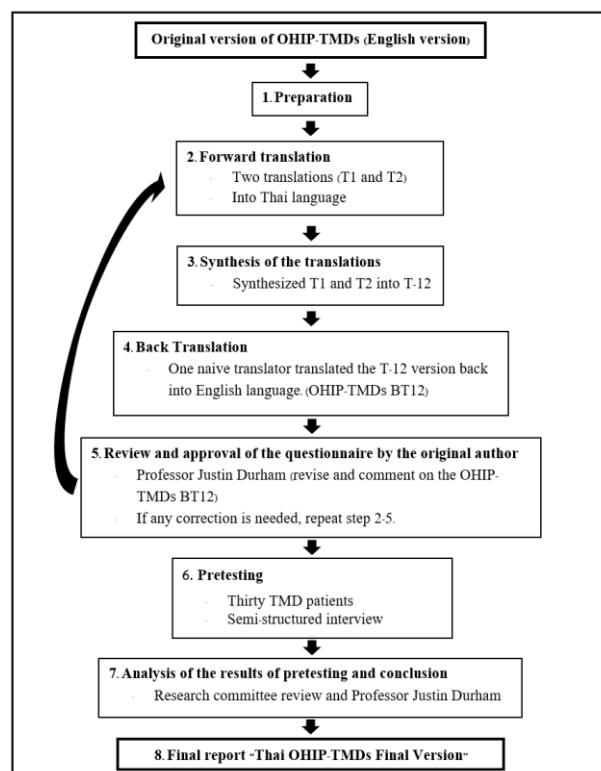 Original version of OHIP-TMDs (English version)
1. Preparation
2. Forward translation
- Two translations (T1 and T2)
- Into Thai language
3. Synthesis of the translations
- Synthesized T1 and T2 into T-12
4. Back Translation
- One naive translator translated the T-12 version back
into English language. (OHIP-TMDs BT12)
5. Review and approval of the questionnaire by the original author
- Professor Justin Durham (revise and comment on the OHIP-
TMDs BT12)
- If any correction is needed, repeat step 2-5.
6. Pretesting
- Thirty TMD patients
- Semi-structured interview
7. Analysis of the results of pretesting and conclusion
- Research committee review and Professor Justin Durham
8. Final report "Thai OHIP-TMDs Final Version"